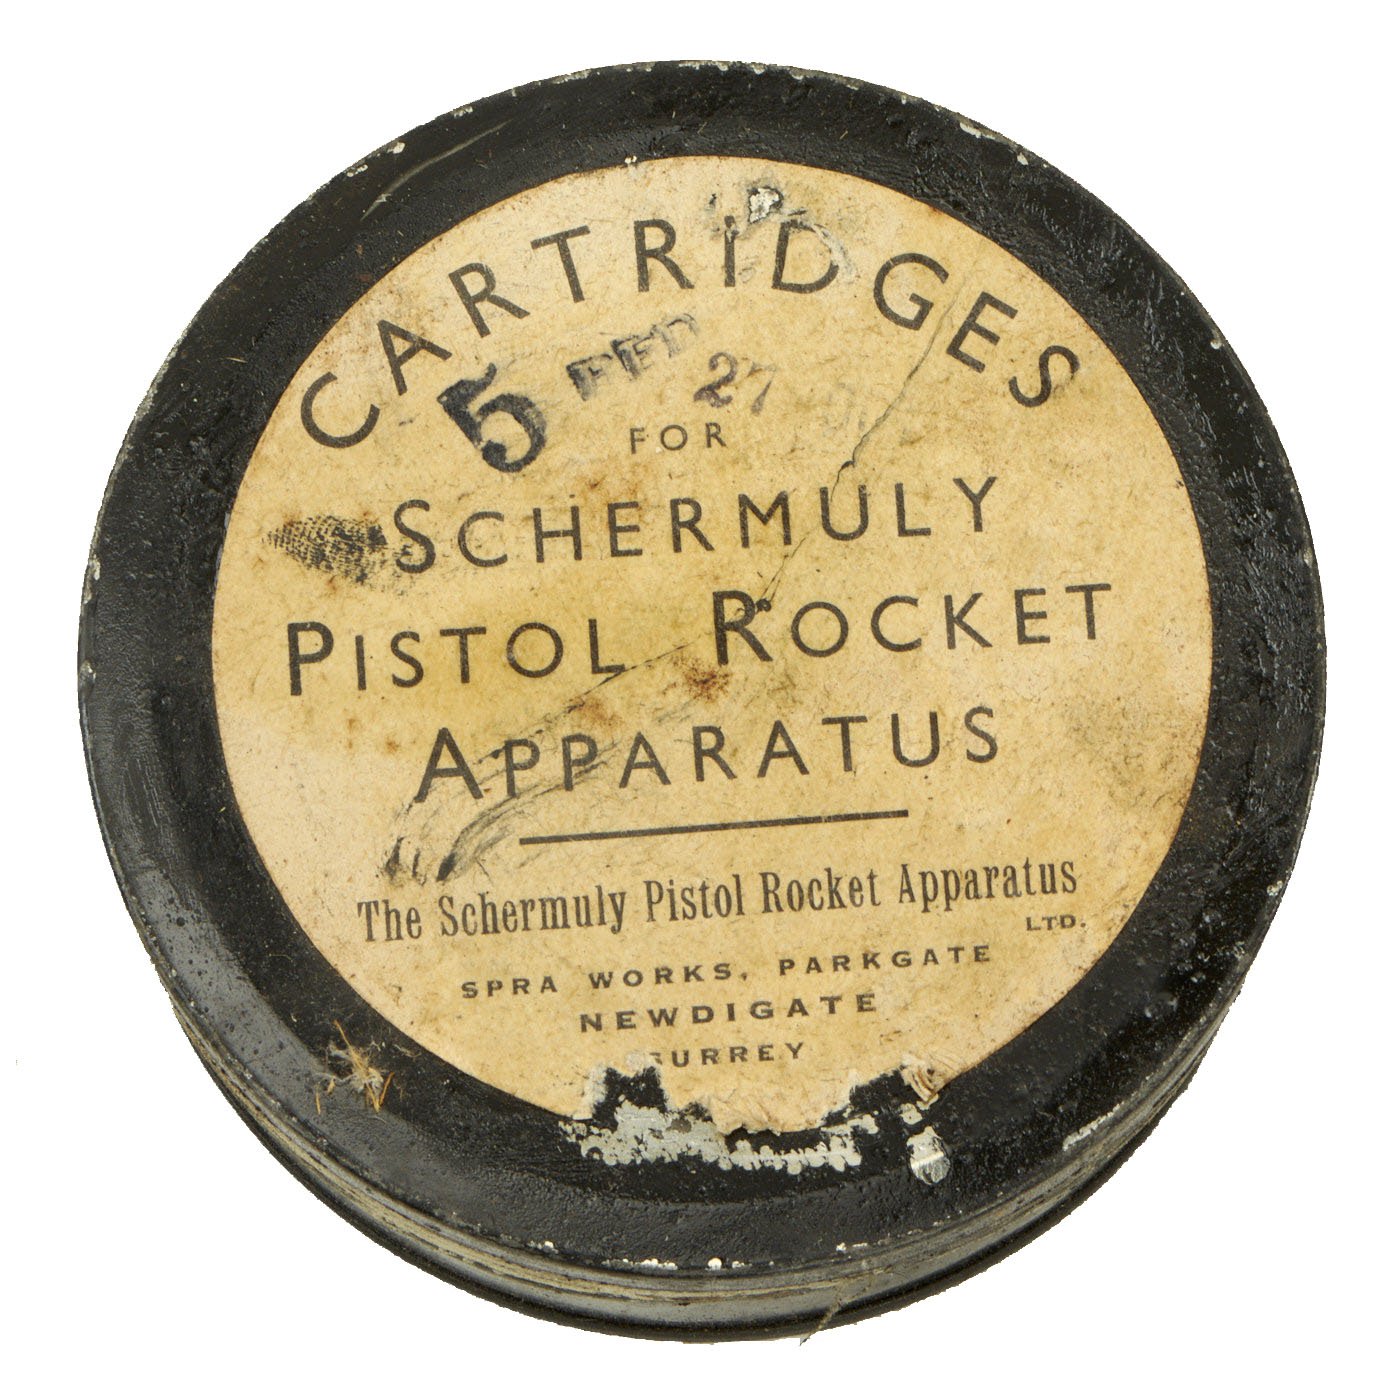 CARTRIDGES
5 27
FOR
SCHERMULY
PISTOL ROCKET
APPARATUS
The Schermuly Pistol Rocket Apparatus
LTD.
SPRA WORKS, PARKGATE
NEWDIGATE
SURREY